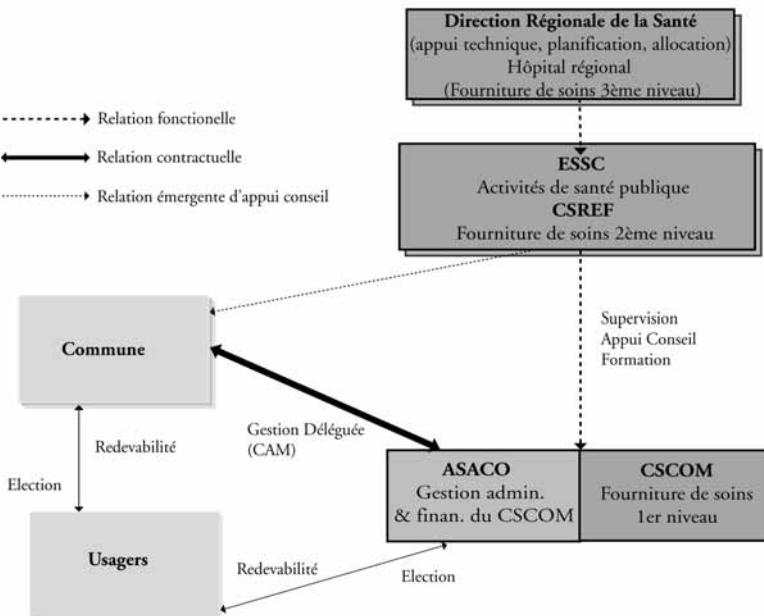 Direction Régionale de la Santé
(appui technique, planification, allocation)
Hôpital régional
(Fourniture de soins 3ème niveau)
Relation fonctionelle
Relation contractuelle
Relation émergente d'appui conseil
ESSC
Activités de santé publique
CSREF
Fourniture de soins 2ème niveau
Supervision
Appui Conseil
Formation
Commune
Gestion Déléguée
(CAM)
Redevabilité
Election
ASACO
Gestion admin.
& finan. du CSCOM
CSCOM
Fourniture de soins
1er niveau
Usagers
Redevabilité
Election